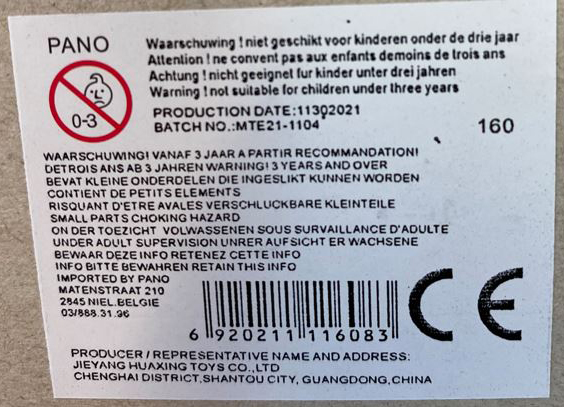 PANO
Waarschuwing ! niet geschikt voor kinderen onder de drie jaar
Attention ! ne convent pas aux enfants demoins de trois ans
Achtung ! nicht geeignet fur kinder unter drei jahren
Warning ! not suitable for children under three years
0-3
PRODUCTION DATE:11302021
BATCH NO.:MTE21-1104
160
WAARSCHUWING! VANAF 3 JAAR A PARTIR RECOMMANDATION!
DETROIS ANS AB 3 JAHREN WARNING! 3 YEARS AND OVER
BEVAT KLEINE ONDERDELEN DIE INGESLIKT KUNNEN WORDEN
CONTIENT DE PETITS ELEMENTS
RISQUANT D'ETRE AVALES VERSCHLUCKBARE KLEINTEILE
SMALL PARTS CHOKING HAZARD
ON DER TOEZICHT VOLWASSENEN SOUS SURVAILLANCE D'ADULTE
UNDER ADULT SUPERVISION UNRER AUFSICHT ER WACHSENE
BEWAAR DEZE INFO RETENEZ CETTE INFO
INFO BITTE BEWAHREN RETAIN THIS INFO
IMPORTED BY PANO
MATENSTRAAT 210
2845 NIEL.BELGIE
03/888.31.96
6 920211 116083
CE
PRODUCER / REPRESENTATIVE NAME AND ADDRESS:
JIEYANG HUAXING TOYS CO.,LTD
CHENGHAI DISTRICT,SHANTOU CITY, GUANGDONG,CHINA